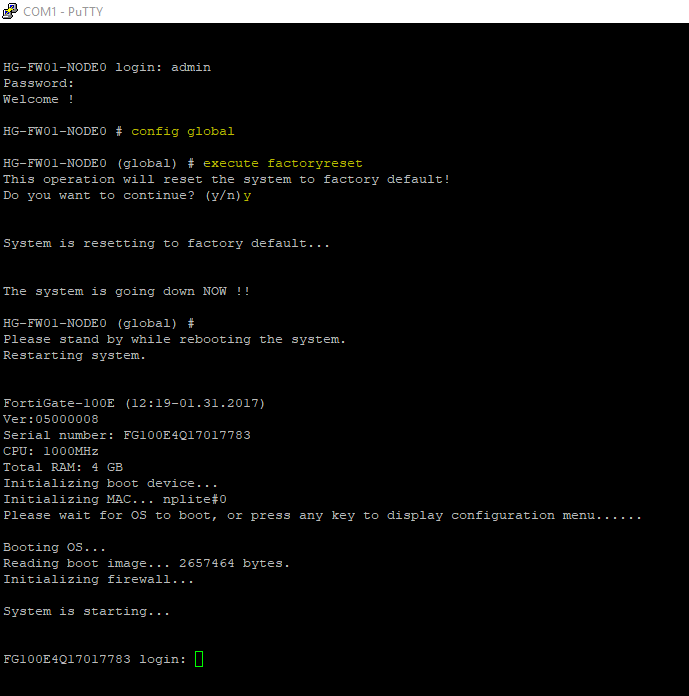 COM1 - PuTTY
HG-FW01-NODE0 login: admin
Password:
Welcome !
HG-FW01-NODE0 # config global
HG-FW01-NODE0 (global) # execute factoryreset
This operation will reset the system to factory default!
Do you want to continue? (y/n)y
System is resetting to factory default...
The system is going down NOW !!
HG-FW01-NODE0 (global) #
Please stand by while rebooting the system.
Restarting system.
FortiGate-100E (12:19-01.31.2017)
Ver:05000008
Serial number: FG100E4Q17017783
CPU: 1000MHz
Total RAM: 4 GB
Initializing boot device...
Initializing MAC... nplite#0
Please wait for OS to boot, or press any key to display configuration menu......
Booting OS...
Reading boot image... 2657464 bytes.
Initializing firewall...
System is starting...
FG100E4Q17017783 login: